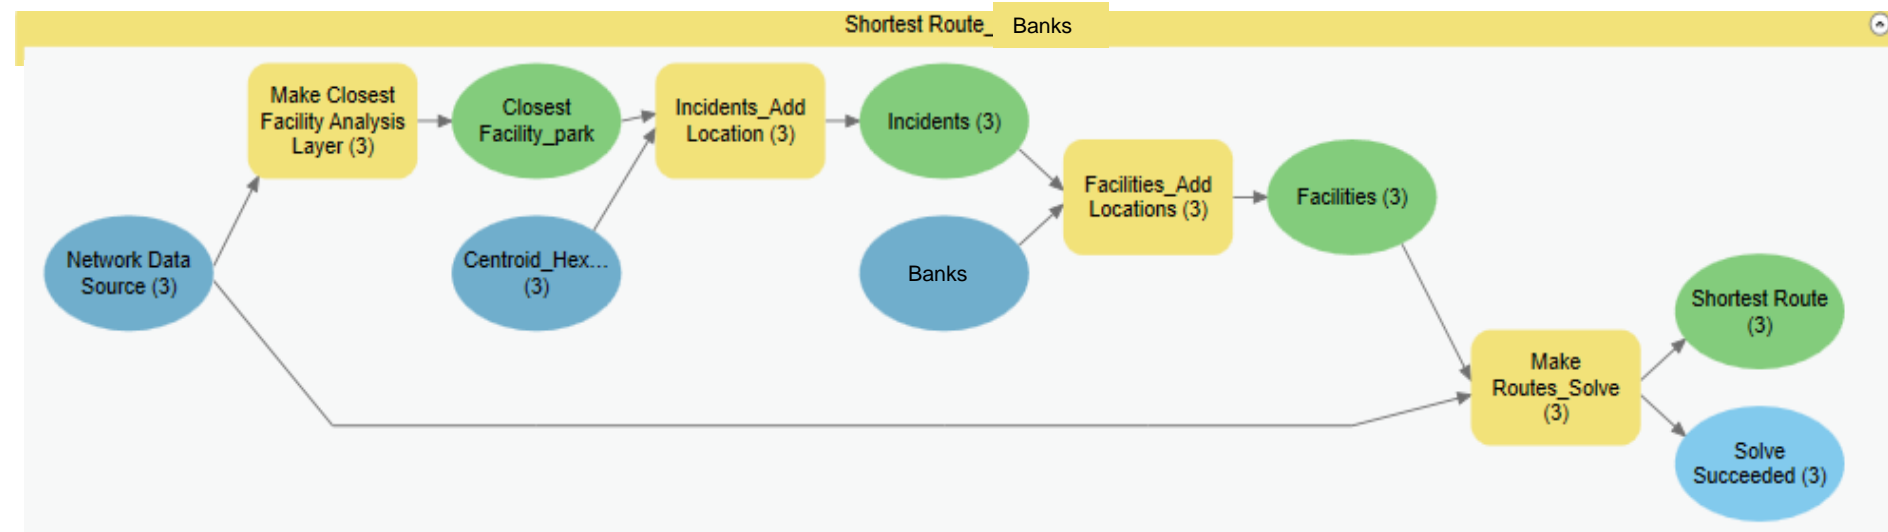 Shortest Route_ Banks
Make Closest
Facility Analysis
Layer (3)
Closest
Facility_park
Incidents_Add
Location (3)
Incidents (3)
Facilities_Add
Locations (3)
Facilities (3)
Network Data
Source (3)
Centroid_Hex...
(3)
Banks
Shortest Route
(3)
Make
Routes_Solve
(3)
Solve
Succeeded (3)